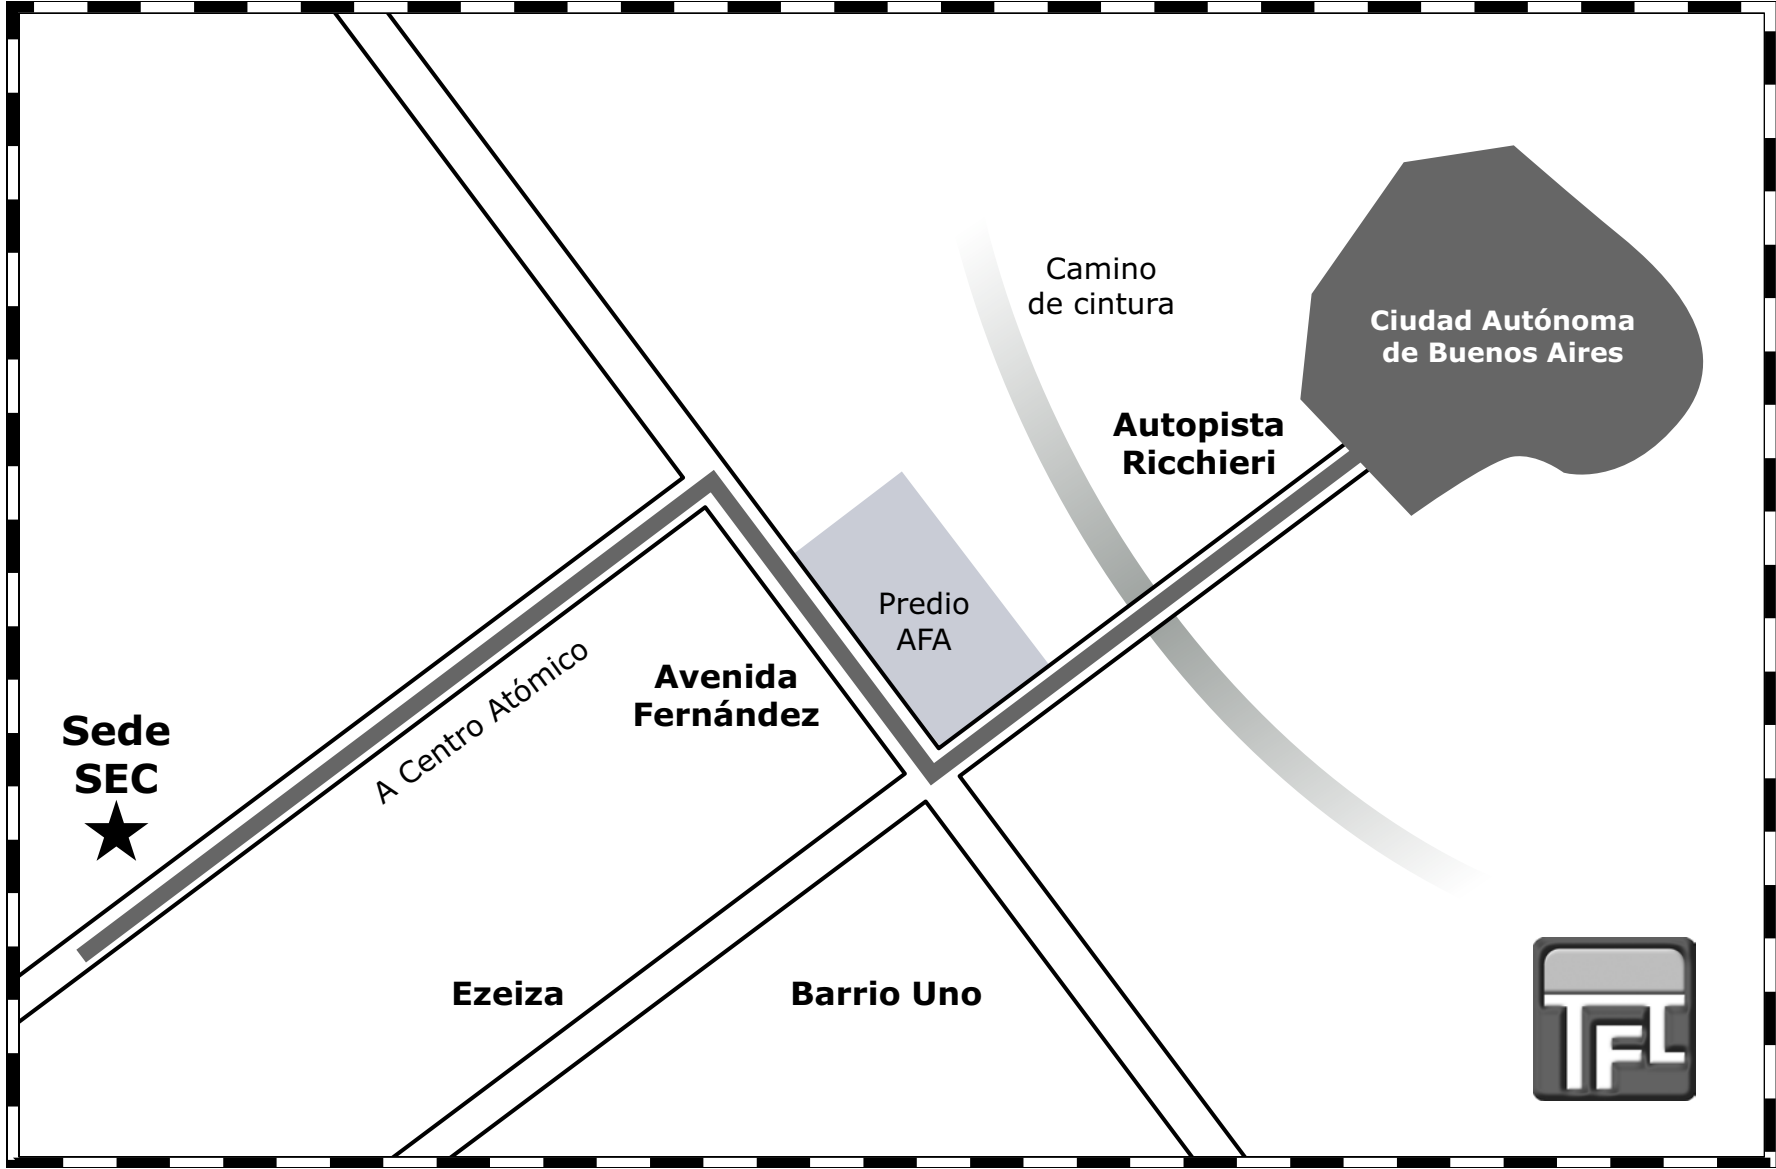 Camino
de cintura
Ciudad Autónoma
de Buenos Aires
Autopista
Ricchieri
Predio
AFA
A Centro Atómico
Avenida
Fernández
Sede
SEC
Ezeiza
Barrio Uno
TFL